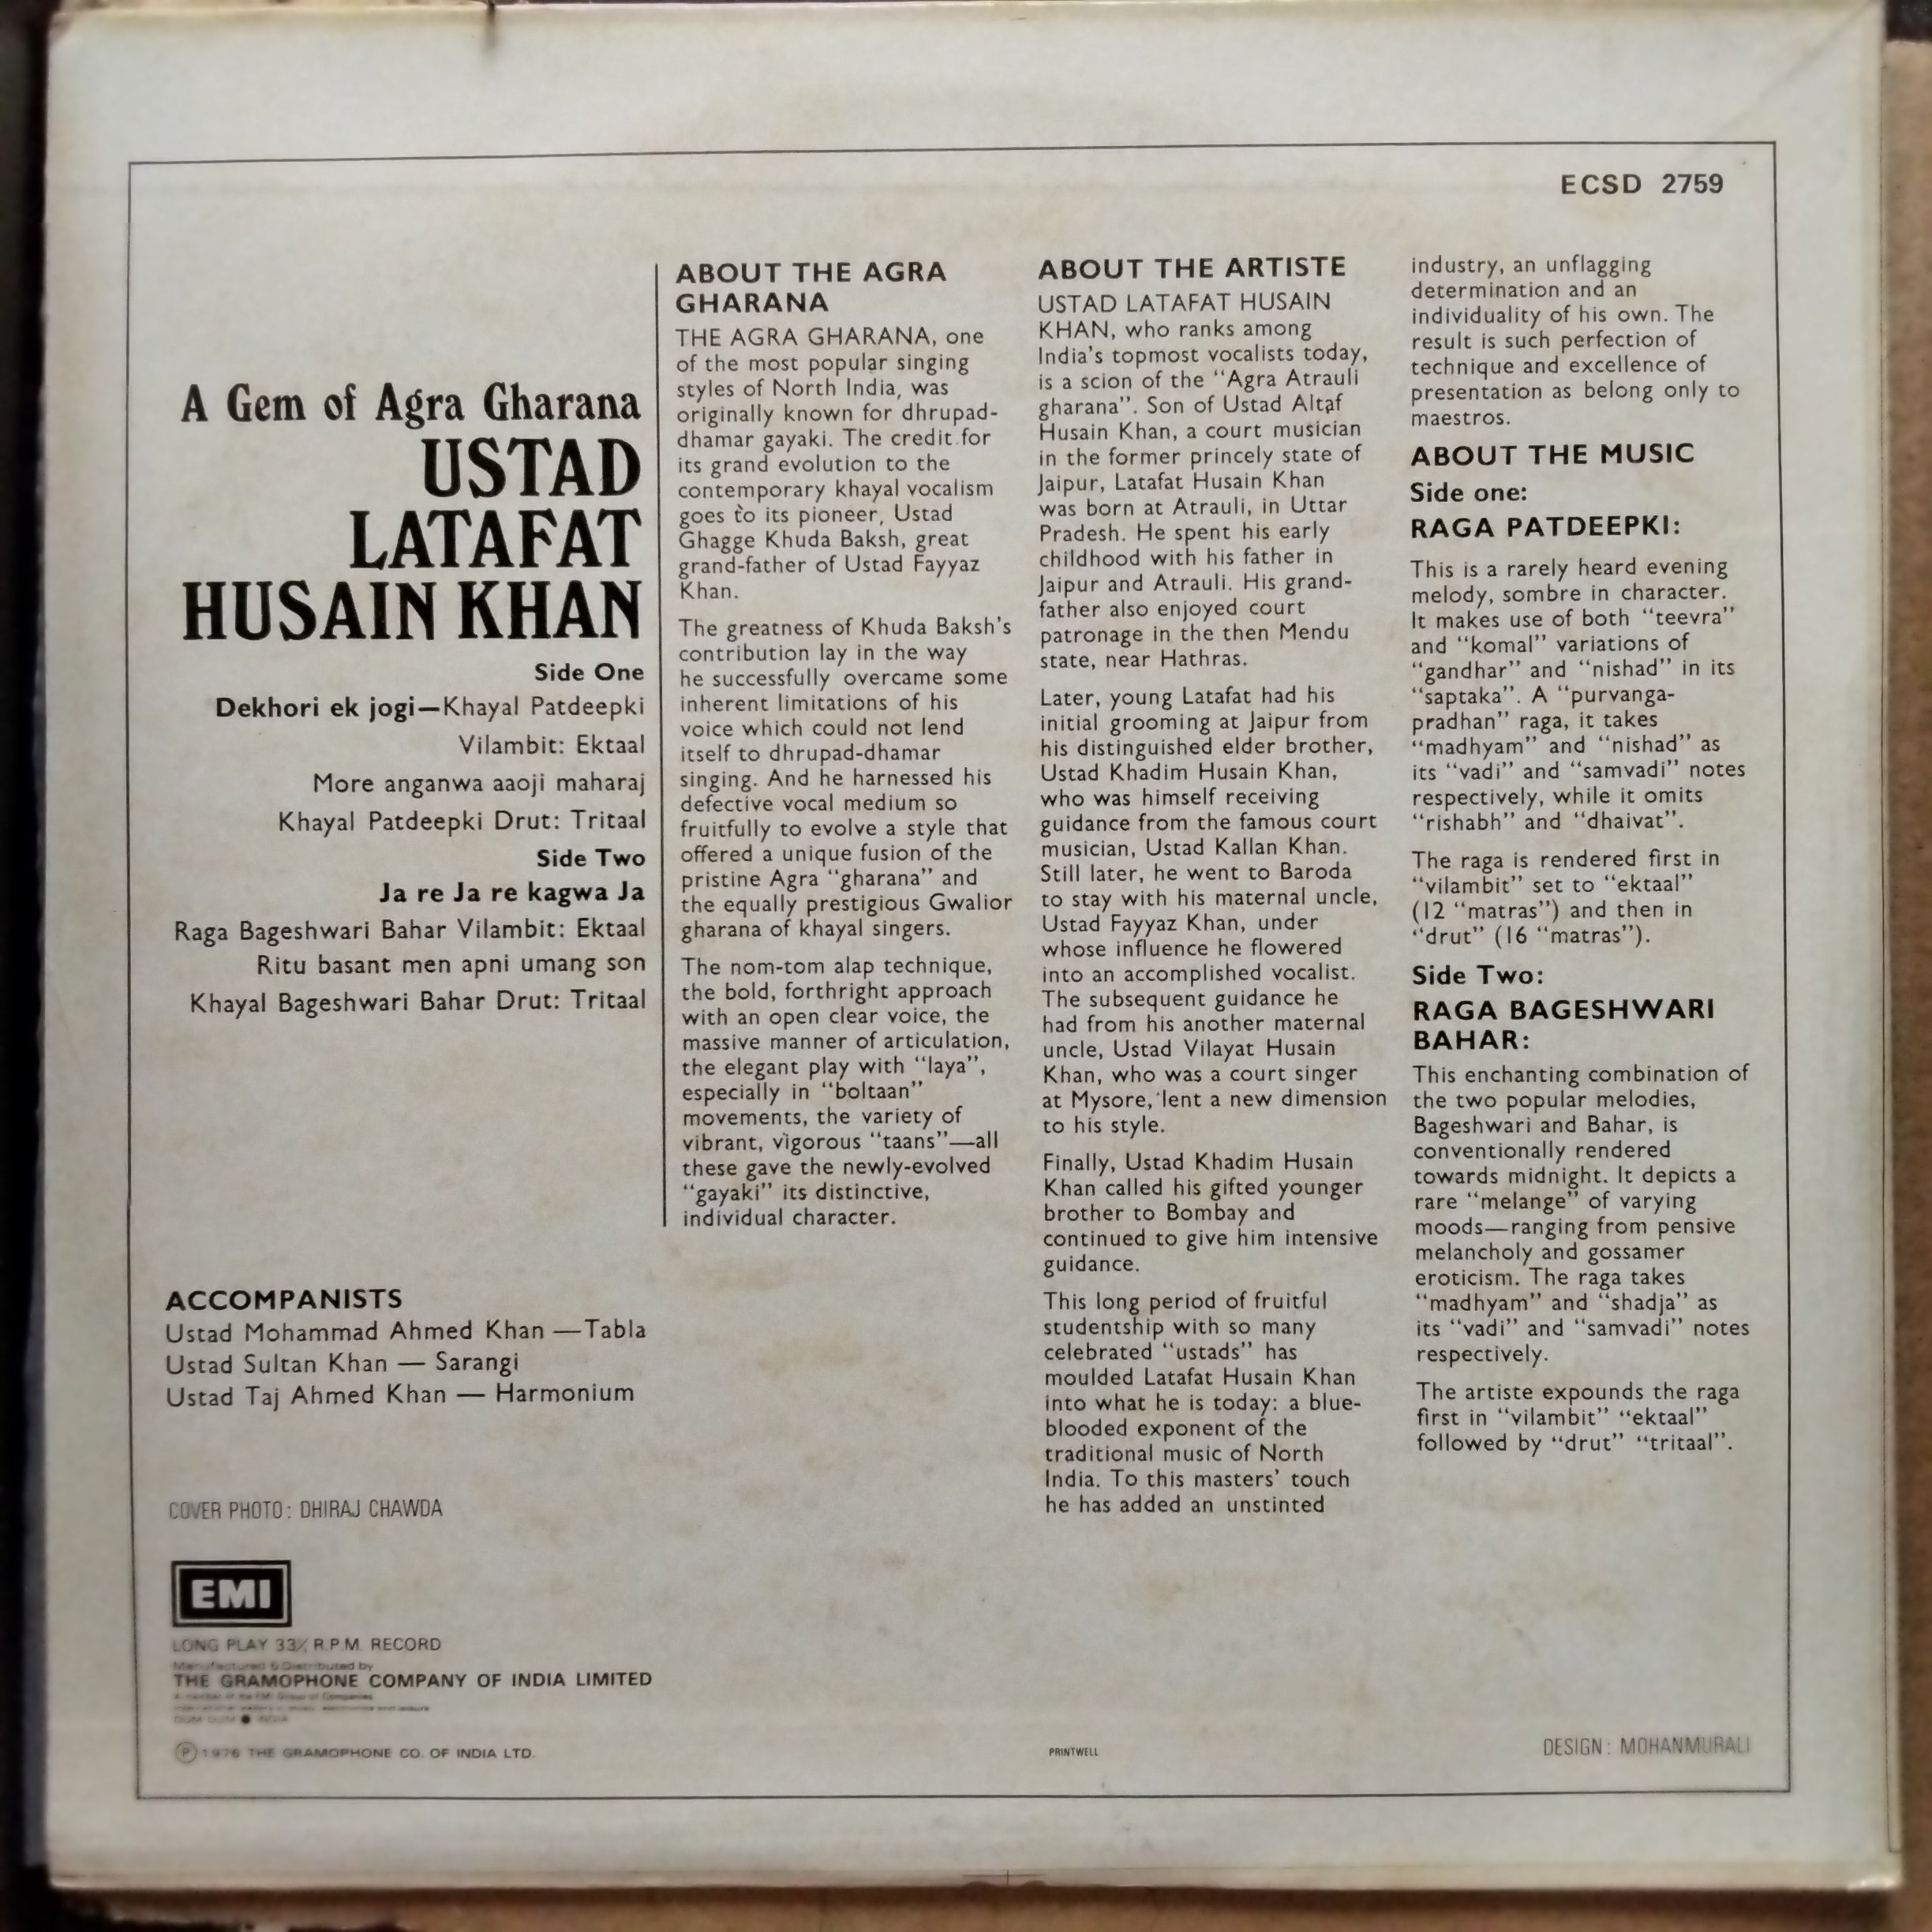 ECSD 2759
A Gem of Agra Gharana
USTAD
LATAFAT
HUSAIN KHAN
Side One
Dekhori ek jogi—Khayal Patdeepki
Vilambit: Ektaal
More anganwa aaoji maharaj
Khayal Patdeepki Drut: Tritaal
Side Two
Ja re Ja re kagwa Ja
Raga Bageshwari Bahar Vilambit: Ektaal
Ritu basant men apni umang son
Khayal Bageshwari Bahar Drut: Tritaal
ACCOMPANISTS
Ustad Mohammad Ahmed Khan —Tabla
Ustad Sultan Khan — Sarangi
Ustad Taj Ahmed Khan — Harmonium
COVER PHOTO: DHIRAJ CHAWDA
EMI
LONG PLAY 33⅓ R.P.M. RECORD
Manufactured & Distributed by
THE GRAMOPHONE COMPANY OF INDIA LIMITED
A member of the EMI Group of Companies
DUM DUM ● INDIA
Ⓟ 1976 THE GRAMOPHONE CO. OF INDIA LTD.
ABOUT THE AGRA
GHARANA
THE AGRA GHARANA, one
of the most popular singing
styles of North India, was
originally known for dhrupad-
dhamar gayaki. The credit for
its grand evolution to the
contemporary khayal vocalism
goes to its pioneer, Ustad
Ghagge Khuda Baksh, great
grand-father of Ustad Fayyaz
Khan.
The greatness of Khuda Baksh's
contribution lay in the way
he successfully overcame some
inherent limitations of his
voice which could not lend
itself to dhrupad-dhamar
singing. And he harnessed his
defective vocal medium so
fruitfully to evolve a style that
offered a unique fusion of the
pristine Agra "gharana" and
the equally prestigious Gwalior
gharana of khayal singers.
The nom-tom alap technique,
the bold, forthright approach
with an open clear voice, the
massive manner of articulation,
the elegant play with "laya",
especially in "boltaan"
movements, the variety of
vibrant, vigorous "taans"—all
these gave the newly-evolved
"gayaki" its distinctive,
individual character.
ABOUT THE ARTISTE
USTAD LATAFAT HUSAIN
KHAN, who ranks among
India's topmost vocalists today,
is a scion of the "Agra Atrauli
gharana". Son of Ustad Altaf
Husain Khan, a court musician
in the former princely state of
Jaipur, Latafat Husain Khan
was born at Atrauli, in Uttar
Pradesh. He spent his early
childhood with his father in
Jaipur and Atrauli. His grand-
father also enjoyed court
patronage in the then Mendu
state, near Hathras.
Later, young Latafat had his
initial grooming at Jaipur from
his distinguished elder brother,
Ustad Khadim Husain Khan,
who was himself receiving
guidance from the famous court
musician, Ustad Kallan Khan.
Still later, he went to Baroda
to stay with his maternal uncle,
Ustad Fayyaz Khan, under
whose influence he flowered
into an accomplished vocalist.
The subsequent guidance he
had from his another maternal
uncle, Ustad Vilayat Husain
Khan, who was a court singer
at Mysore, lent a new dimension
to his style.
Finally, Ustad Khadim Husain
Khan called his gifted younger
brother to Bombay and
continued to give him intensive
guidance.
This long period of fruitful
studentship with so many
celebrated "ustads" has
moulded Latafat Husain Khan
into what he is today: a blue-
blooded exponent of the
traditional music of North
India. To this masters' touch
he has added an unstinted
PRINTWELL
industry, an unflagging
determination and an
individuality of his own. The
result is such perfection of
technique and excellence of
presentation as belong only to
maestros.
ABOUT THE MUSIC
Side one:
RAGA PATDEEPKI:
This is a rarely heard evening
melody, sombre in character.
It makes use of both "teevra"
and "komal" variations of
"gandhar" and "nishad" in its
"saptaka". A "purvanga-
pradhan" raga, it takes
"madhyam" and "nishad" as
its "vadi" and "samvadi" notes
respectively, while it omits
"rishabh" and "dhaivat".
The raga is rendered first in
"vilambit" set to "ektaal"
(12 "matras") and then in
"drut" (16 "matras").
Side Two:
RAGA BAGESHWARI
BAHAR:
This enchanting combination of
the two popular melodies,
Bageshwari and Bahar, is
conventionally rendered
towards midnight. It depicts a
rare "melange" of varying
moods—ranging from pensive
melancholy and gossamer
eroticism. The raga takes
"madhyam" and "shadja" as
its "vadi" and "samvadi" notes
respectively.
The artiste expounds the raga
first in "vilambit" "ektaal"
followed by "drut" "tritaal".
DESIGN: MOHANMURALI